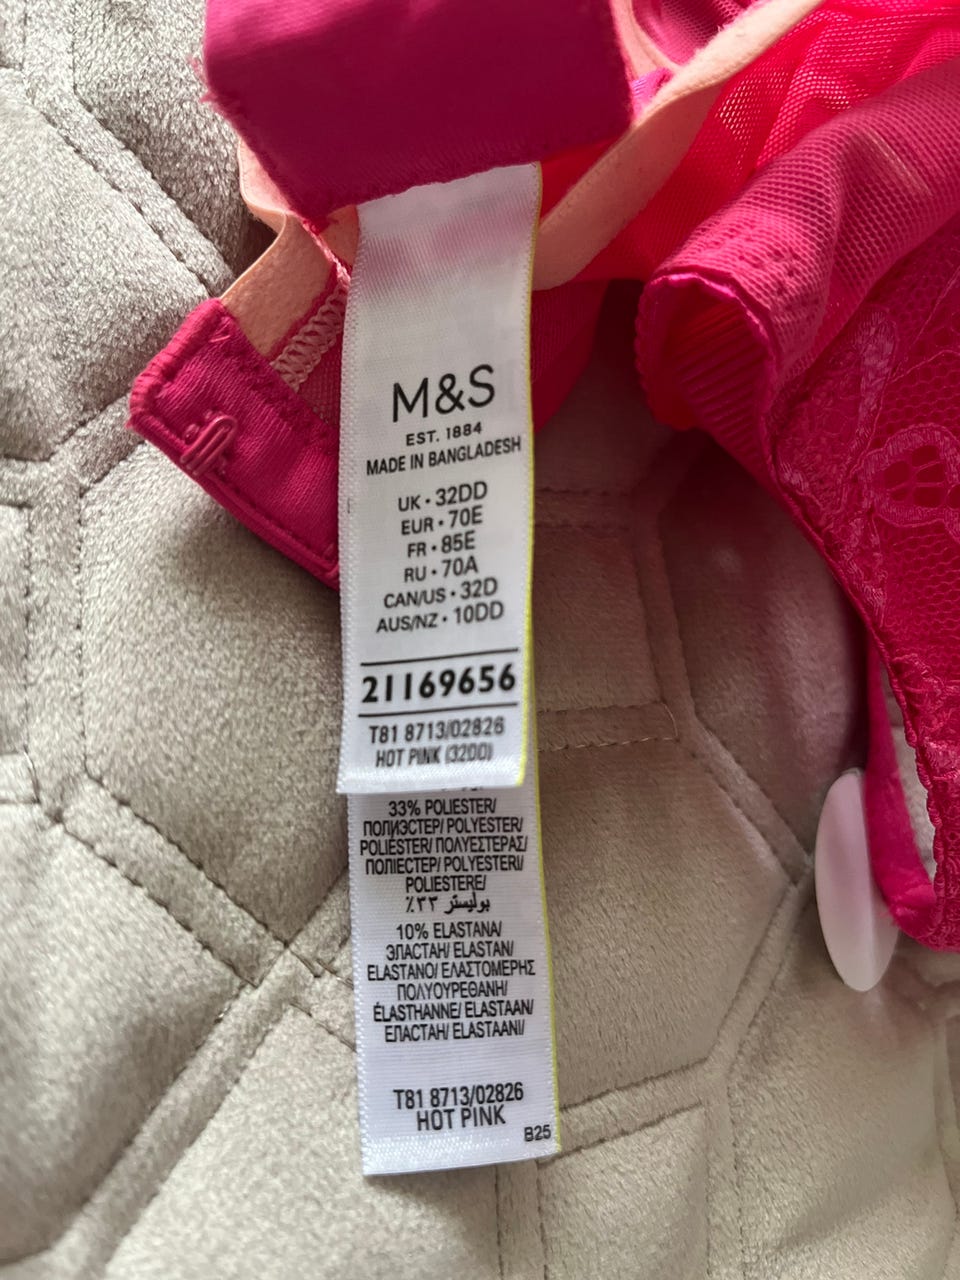 M&S
EST. 1884
MADE IN BANGLADESH
UK • 32DD
EUR • 70E
FR • 85E
RU • 70A
CAN/US • 32D
AUS/NZ • 10DD
21169656
T81 8713/02826
HOT PINK (32DD)
33% POLIESTER/
ПОЛИЭСТЕР/ POLYESTER/
POLIÉSTER/ ΠΟΛΥΕΣΤΕΡΑΣ/
ПОЛІЕСТЕР/ POLYESTERI/
POLIESTERE/
بوليستر ٣٣٪
10% ELASTANA/
ЭЛАСТАН/ ELASTAN/
ELASTANO/ ΕΛΑΣΤΟΜΕΡΗΣ
ΠΟΛΥΟΥΡΕΘΑΝΗ/
ÉLASTHANNE/ ELASTAAN/
ЕЛАСТАН/ ELASTAANI/
T81 8713/02826
HOT PINK
B25